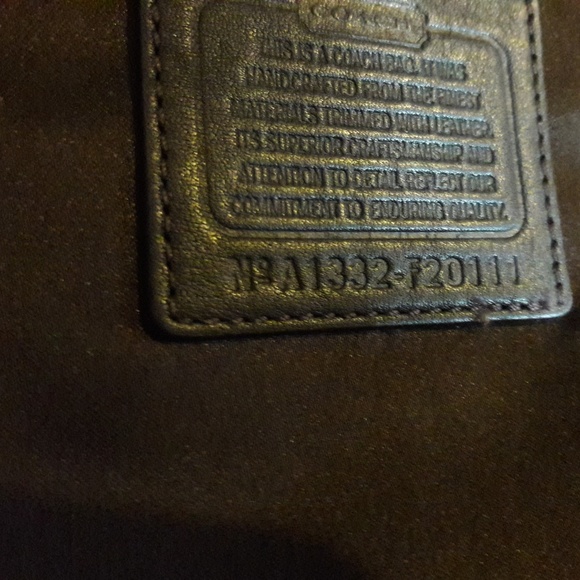 COACH
THIS IS A COACH BAG. IT WAS
HANDCRAFTED FROM THE FINEST
MATERIALS TRIMMED WITH LEATHER.
ITS SUPERIOR CRAFTSMANSHIP AND
ATTENTION TO DETAIL REFLECT OUR
COMMITMENT TO ENDURING QUALITY.
Nº A1332-F20111